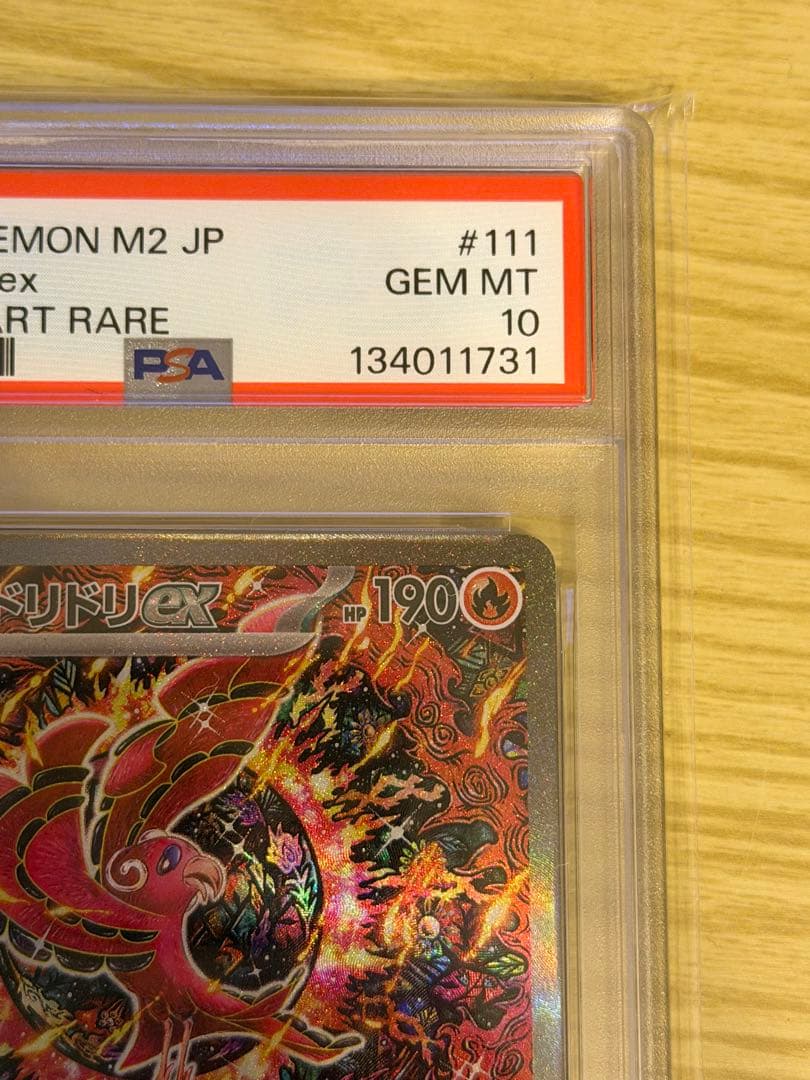 EMON M2 JP #111
ex GEM MT
ART RARE 10
PSA 134011731
ドリドリex HP 190